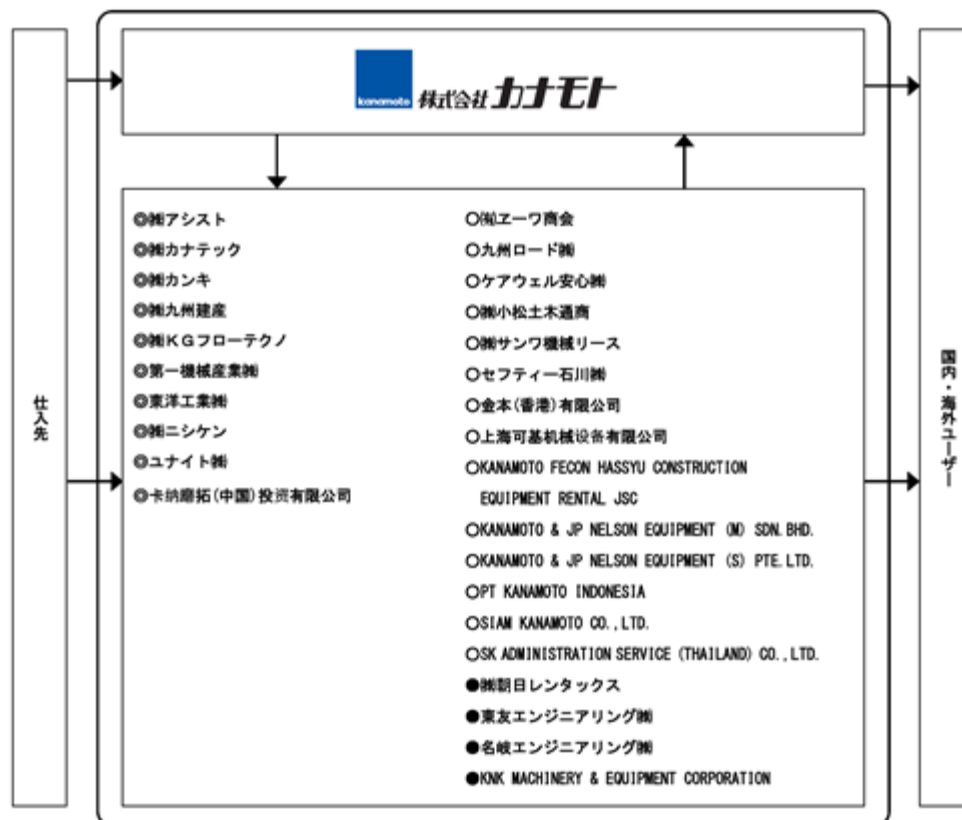 kanamoto 株式会社カナモト
仕入先
◎㈱アシスト
◎㈱カナテック
◎㈱カンキ
◎㈱九州建産
◎㈱KGフローテクノ
◎第一機械産業㈱
◎東洋工業㈱
◎㈱ニシケン
◎ユナイト㈱
◎卡纳磨拓(中国)投资有限公司
○㈲ヱーワ商会
○九州ロード㈱
○ケアウェル安心㈱
○㈱小松土木通商
○㈱サンワ機械リース
○セフティー石川㈱
○金本(香港)有限公司
○上海可基机械设备有限公司
○KANAMOTO FECON HASSYU CONSTRUCTION
EQUIPMENT RENTAL JSC
○KANAMOTO & JP NELSON EQUIPMENT (M) SDN.BHD.
○KANAMOTO & JP NELSON EQUIPMENT (S) PTE.LTD.
○PT KANAMOTO INDONESIA
○SIAM KANAMOTO CO.,LTD.
○SK ADMINISTRATION SERVICE (THAILAND) CO.,LTD.
●㈱朝日レンタックス
●東友エンジニアリング㈱
●名岐エンジニアリング㈱
●KNK MACHINERY & EQUIPMENT CORPORATION
国内・海外ユーザー